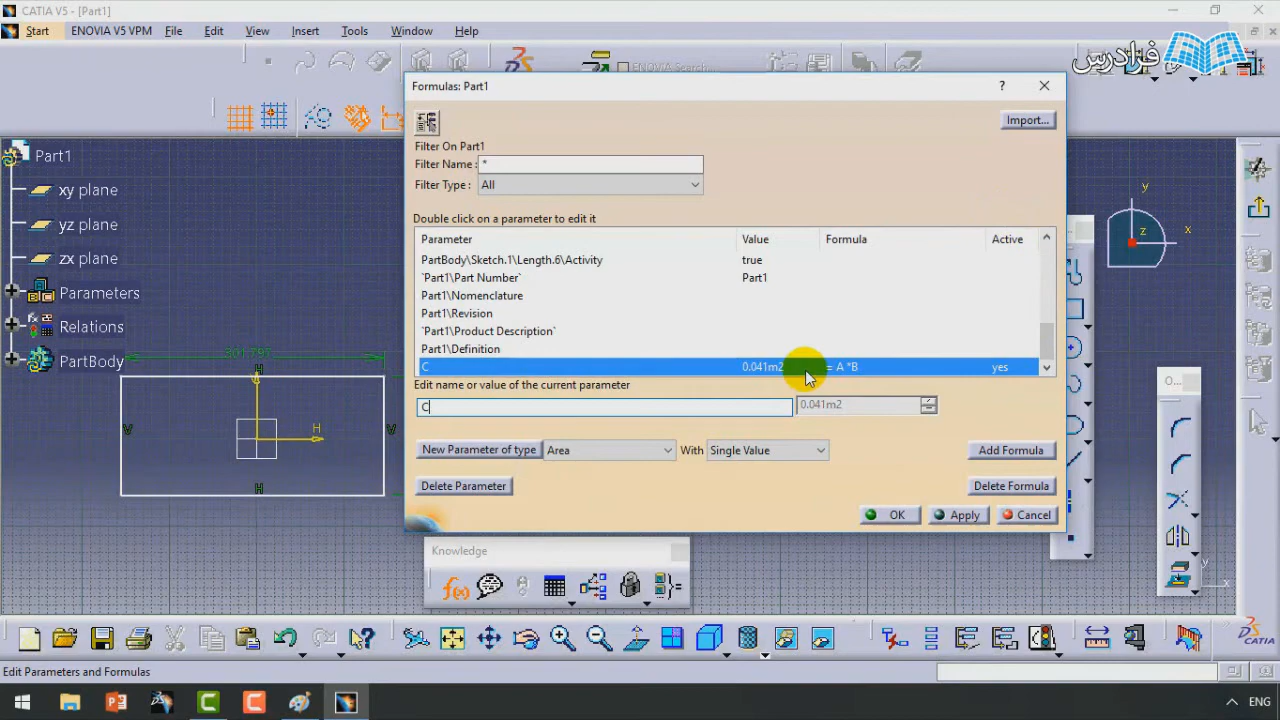 CATIA V5 - [Part1]
Start
ENOVIA V5 VPM
File
Edit
View
Insert
Tools
Window
Help
ENOVIA Search...
فرادرس
Formulas: Part1
?
Import...
Filter On Part1
Filter Name : *
Filter Type : All
Double click on a parameter to edit it
Parameter Value Formula Active
PartBody\Sketch.1\Length.6\Activity true
`Part1\Part Number` Part1
Part1\Nomenclature
Part1\Revision
`Part1\Product Description`
Part1\Definition
C 0.041m2 = A *B yes
Edit name or value of the current parameter
C 0.041m2
New Parameter of type Area With Single Value Add Formula
Delete Parameter Delete Formula
OK Apply Cancel
Part1
xy plane
yz plane
zx plane
Parameters
Relations
PartBody
301.797
H
V
V
H
H
y
x
z
Knowledge
f(x)
y
x
CATIA
Edit Parameters and Formulas
ENG